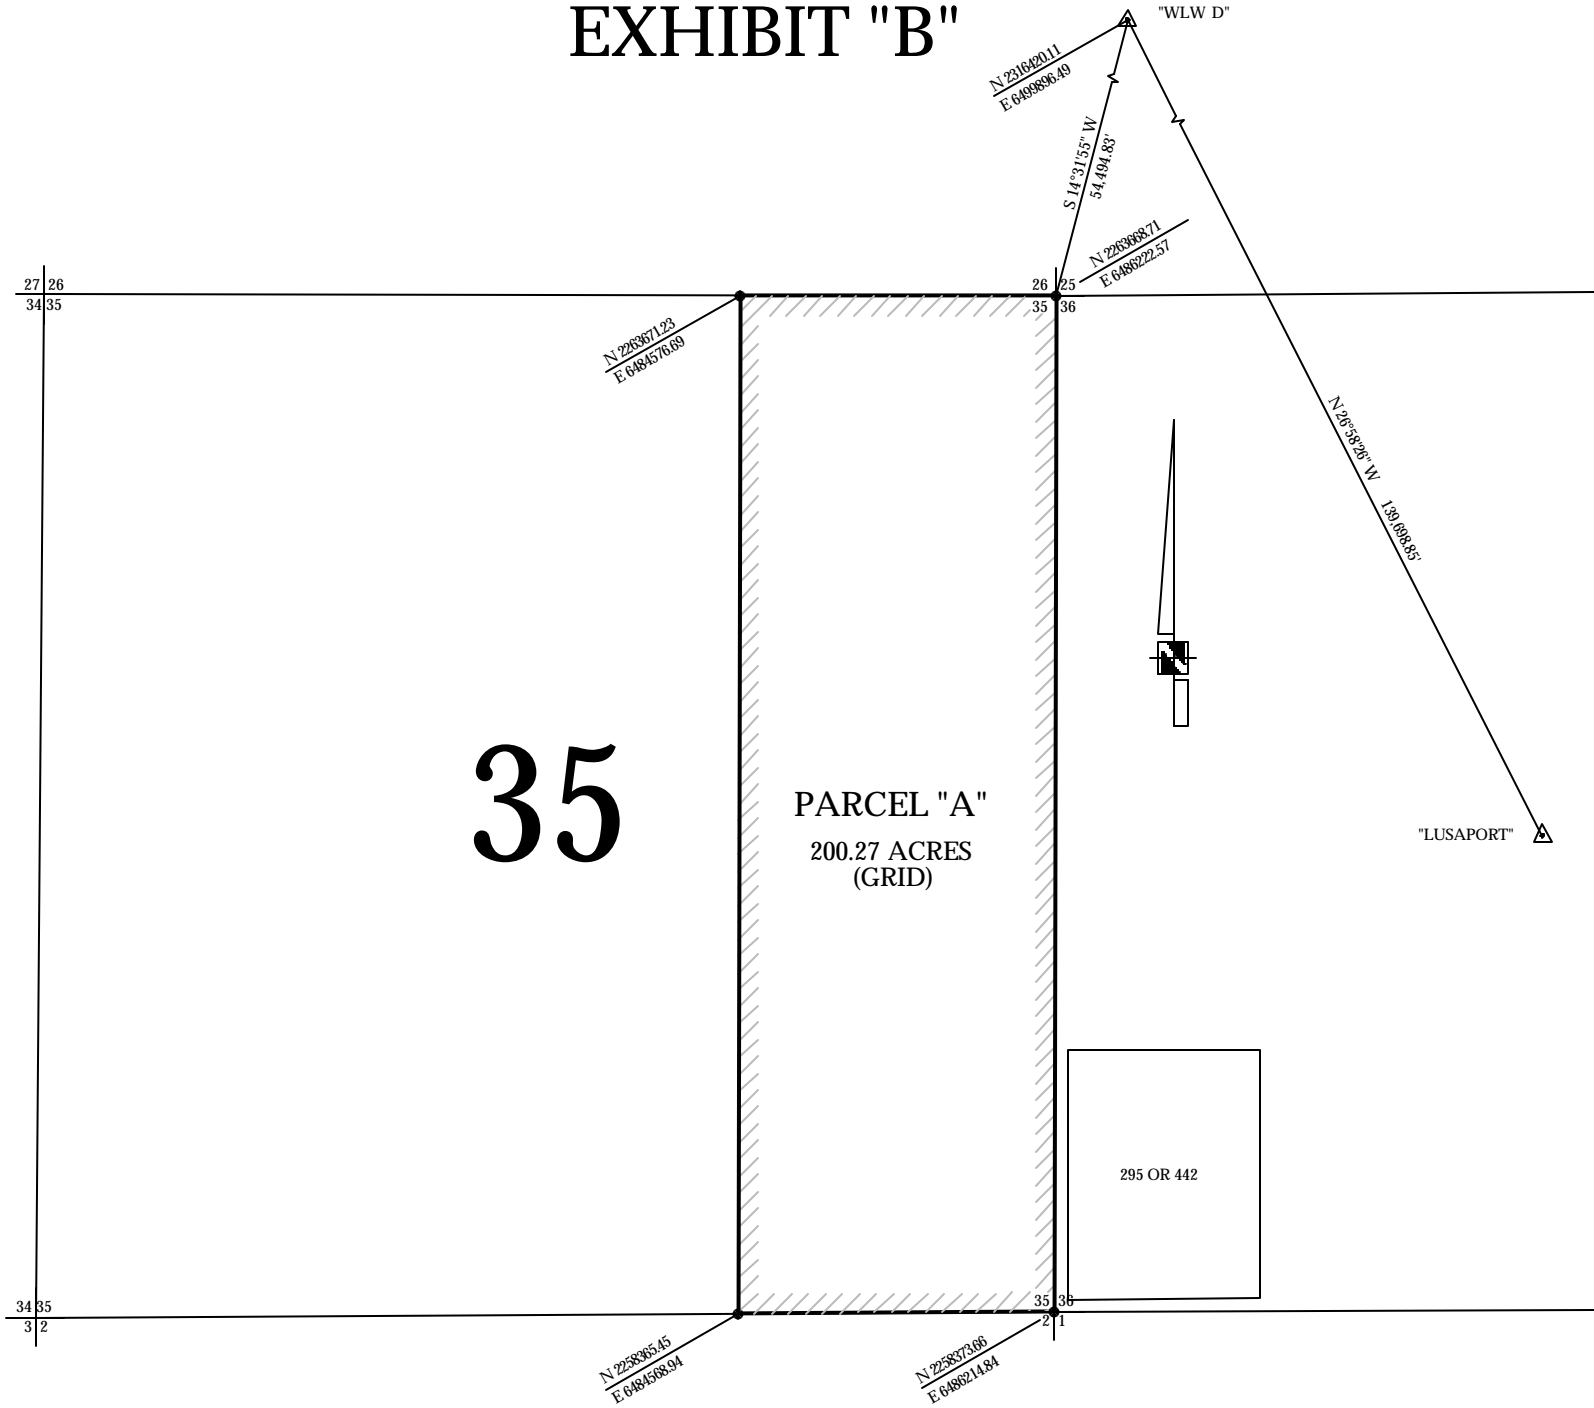 EXHIBIT "B"
"WLW D"
N 2316420.11
E 6499896.49
S 14°31'55" W
54,494.83'
N 2263668.71
E 6486222.57
27 26
34 35
26 25
35 36
N 2263671.23
E 6484576.69
N 26°58'26" W 139,698.85'
35
PARCEL "A"
200.27 ACRES
(GRID)
"LUSAPORT"
295 OR 442
34 35
3 2
35 36
2 1
N 2258365.45
E 6484568.94
N 2258373.66
E 6486214.84